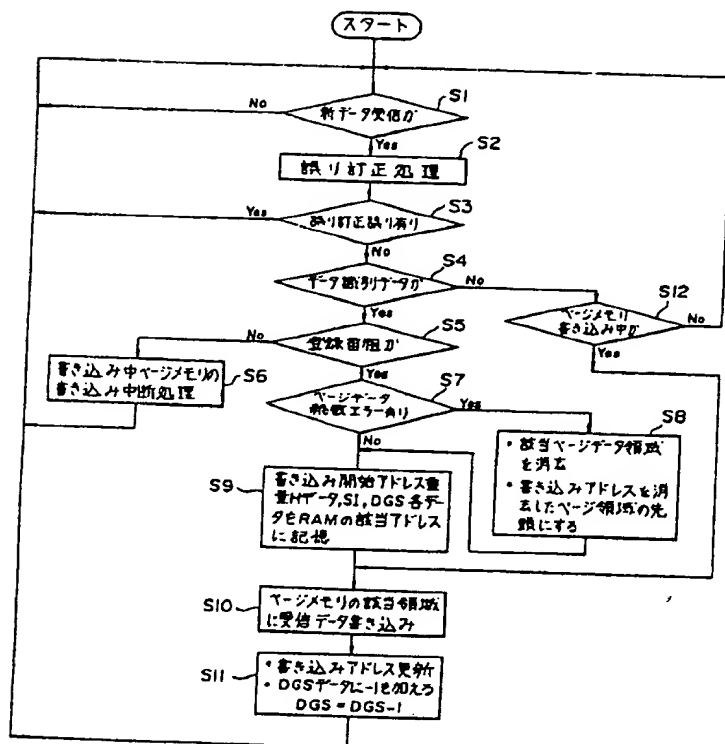 スタート
S1
新データ受信か
No
Yes
S2
誤り訂正処理
S3
誤り訂正誤り有り
Yes
No
S4
データ識別データか
No
Yes
S12
ページメモリ
書き込み中か
No
Yes
S5
登録番組か
No
Yes
書き込み中ページメモリの
書き込み中断処理
S6
S7
ページデータ
エラー有り
Yes
No
S8
・該当ページデータ領域
を消去
・書き込みアドレスを消
去したページ領域の先
頭にする
S9
書き込み開始アドレス
データ,SI,DGS各デー
タをRAMの該当アドレス
に記憶
S10
ページメモリの該当領域
に受信データ書き込み
S11
・書き込みアドレス更新
・DGSデータに-1を加えろ
DGS=DGS-1